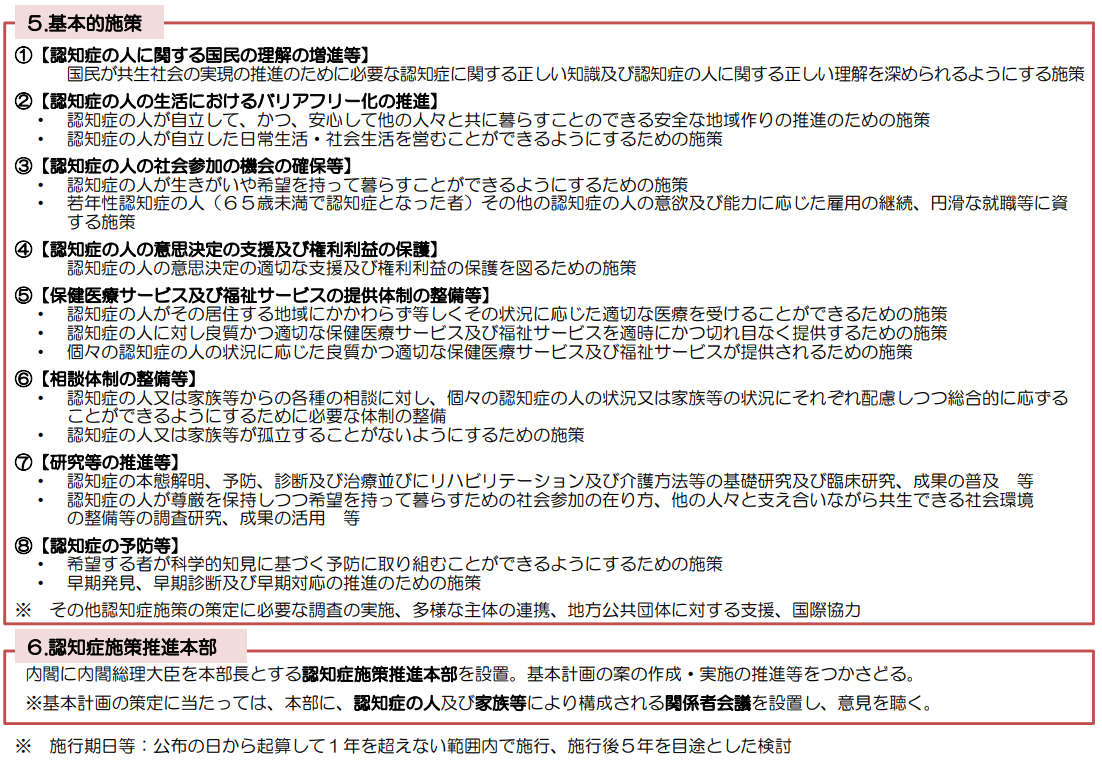 ５.基本的施策
①【認知症の人に関する国民の理解の増進等】
国民が共生社会の実現の推進のために必要な認知症に関する正しい知識及び認知症の人に関する正しい理解を深められるようにする施策
②【認知症の人の生活におけるバリアフリー化の推進】
・ 認知症の人が自立して、かつ、安心して他の人々と共に暮らすことのできる安全な地域作りの推進のための施策
・ 認知症の人が自立した日常生活・社会生活を営むことができるようにするための施策
③【認知症の人の社会参加の機会の確保等】
・ 認知症の人が生きがいや希望を持って暮らすことができるようにするための施策
・ 若年性認知症の人（６５歳未満で認知症となった者）その他の認知症の人の意欲及び能力に応じた雇用の継続、円滑な就職等に資
する施策
④【認知症の人の意思決定の支援及び権利利益の保護】
認知症の人の意思決定の適切な支援及び権利利益の保護を図るための施策
⑤【保健医療サービス及び福祉サービスの提供体制の整備等】
・ 認知症の人がその居住する地域にかかわらず等しくその状況に応じた適切な医療を受けることができるための施策
・ 認知症の人に対し良質かつ適切な保健医療サービス及び福祉サービスを適時にかつ切れ目なく提供するための施策
・ 個々の認知症の人の状況に応じた良質かつ適切な保健医療サービス及び福祉サービスが提供されるための施策
⑥【相談体制の整備等】
・ 認知症の人又は家族等からの各種の相談に対し、個々の認知症の人の状況又は家族等の状況にそれぞれ配慮しつつ総合的に応ずる
ことができるようにするために必要な体制の整備
・ 認知症の人又は家族等が孤立することがないようにするための施策
⑦【研究等の推進等】
・ 認知症の本態解明、予防、診断及び治療並びにリハビリテーション及び介護方法等の基礎研究及び臨床研究、成果の普及　等
・ 認知症の人が尊厳を保持しつつ希望を持って暮らすための社会参加の在り方、他の人々と支え合いながら共生できる社会環境
の整備等の調査研究、成果の活用　等
⑧【認知症の予防等】
・ 希望する者が科学的知見に基づく予防に取り組むことができるようにするための施策
・ 早期発見、早期診断及び早期対応の推進のための施策
※　その他認知症施策の策定に必要な調査の実施、多様な主体の連携、地方公共団体に対する支援、国際協力
６.認知症施策推進本部
内閣に内閣総理大臣を本部長とする認知症施策推進本部を設置。基本計画の案の作成・実施の推進等をつかさどる。
※基本計画の策定に当たっては、本部に、認知症の人及び家族等により構成される関係者会議を設置し、意見を聴く。
※　施行期日等：公布の日から起算して１年を超えない範囲内で施行、施行後５年を目途とした検討